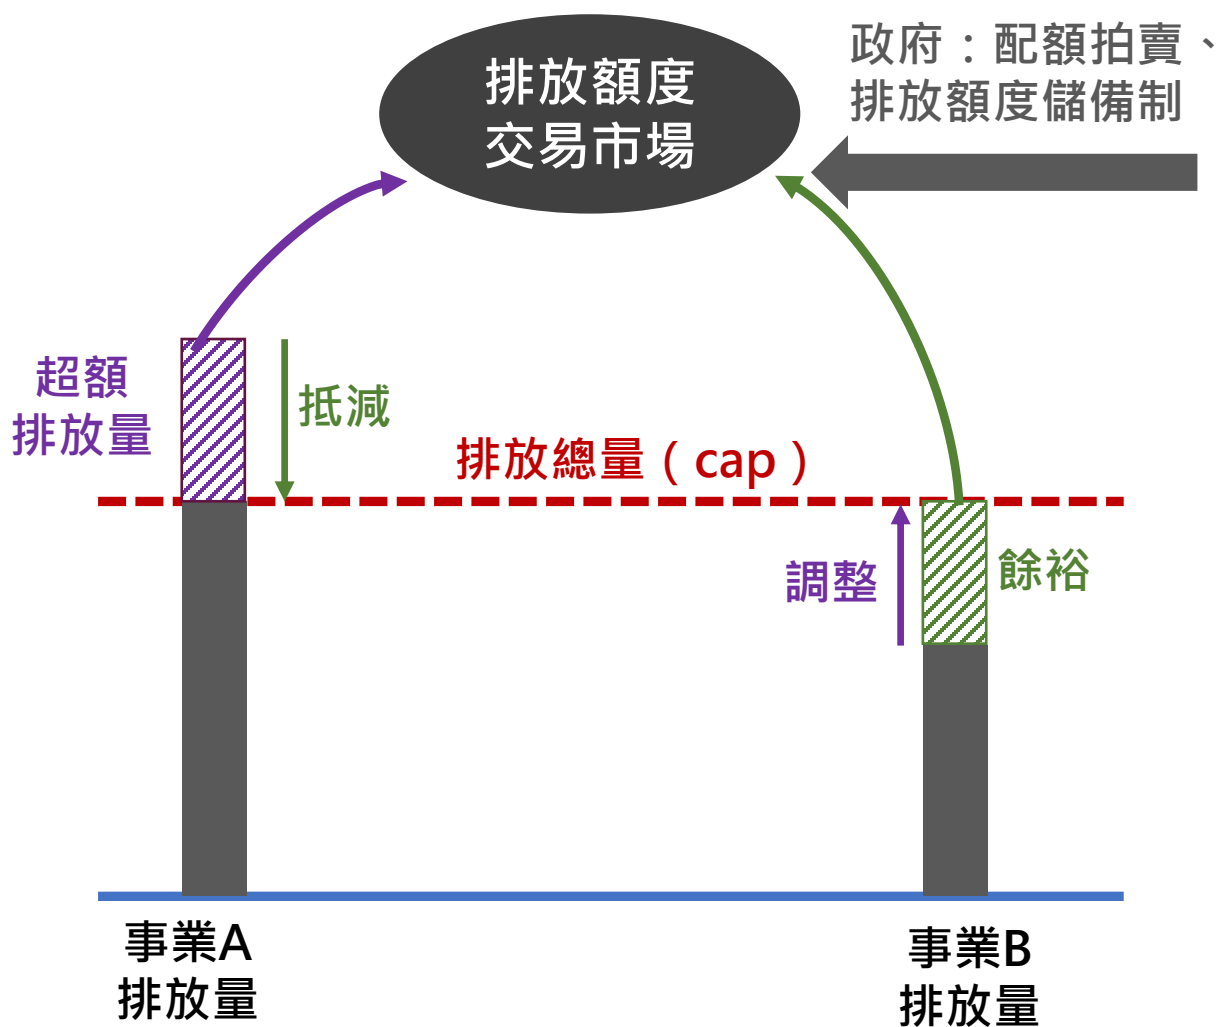 排放額度
交易市場
政府：配額拍賣、
排放額度儲備制
超額
排放量
抵減
排放總量（cap）
調整
餘裕
事業A
排放量
事業B
排放量